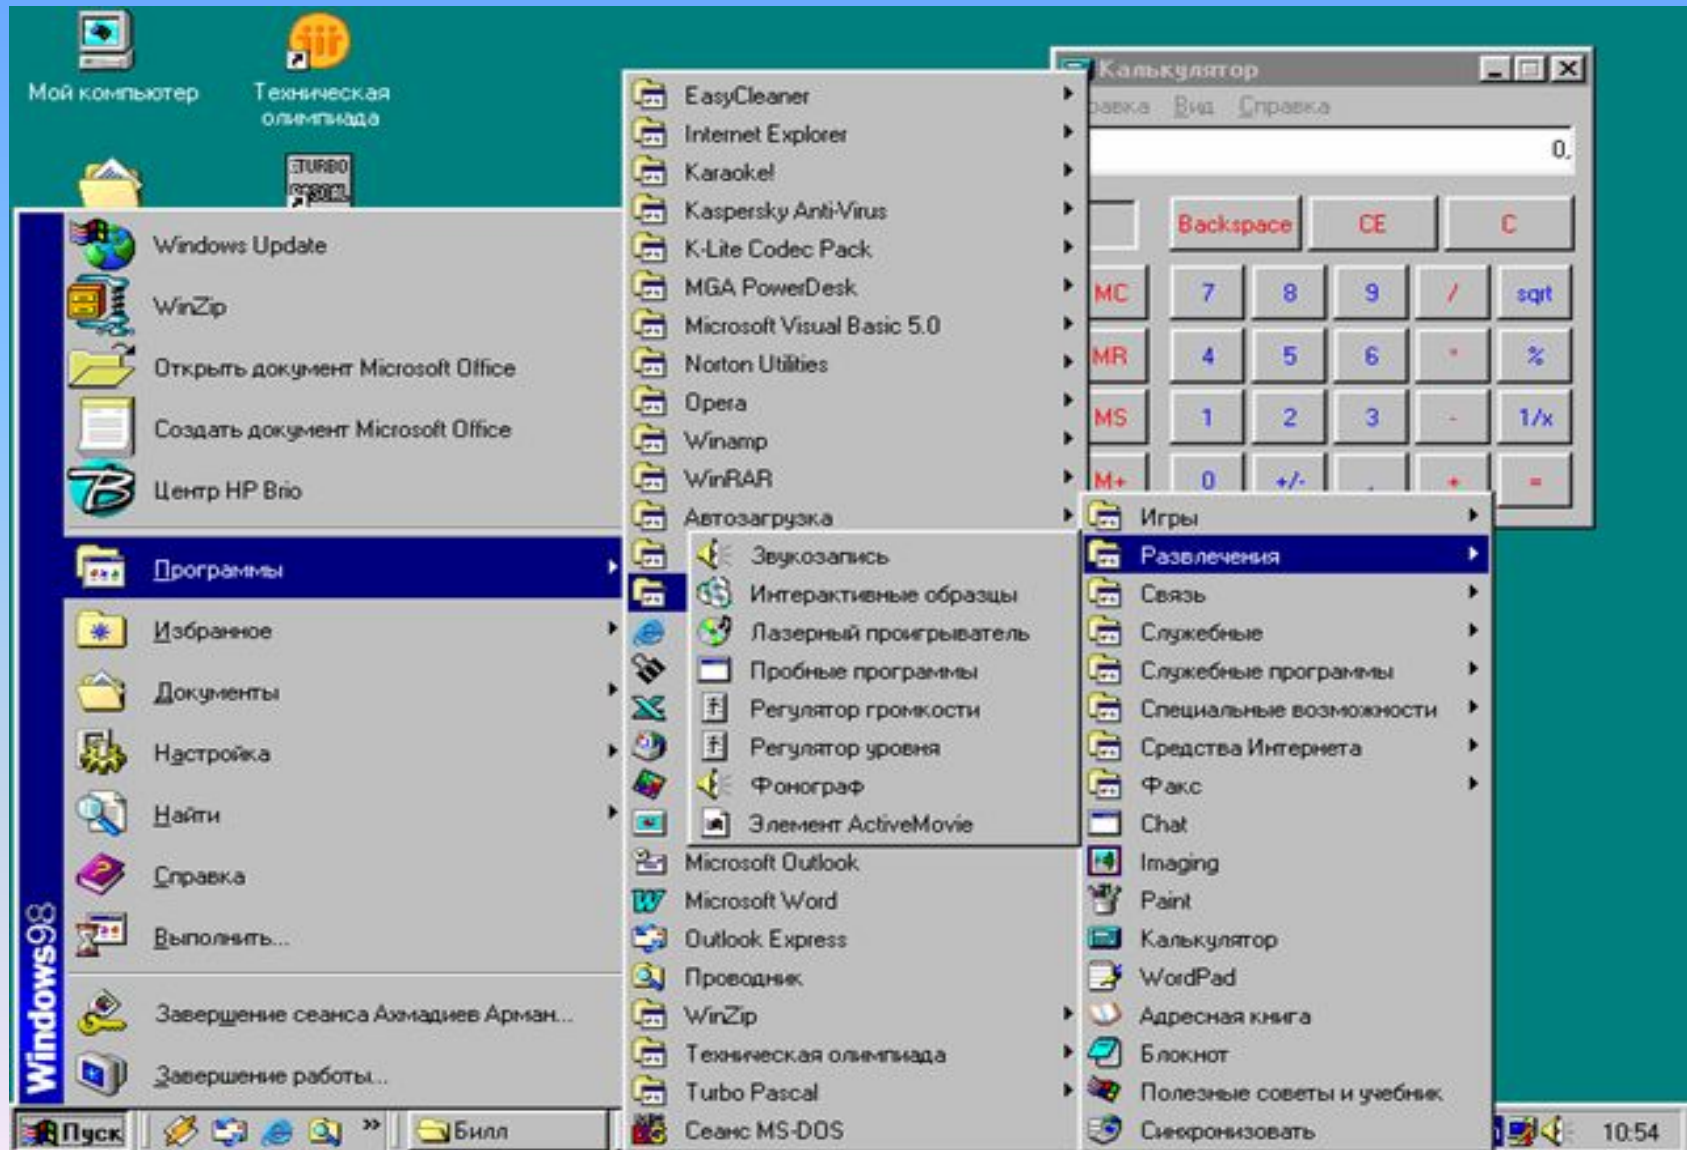 Мой компьютер
Техническая
олимпиада
TURBO
PASCAL
Windows Update
WinZip
Открыть документ Microsoft Office
Создать документ Microsoft Office
Центр HP Brio
Программы
Избранное
Документы
Настройка
Найти
Справка
Выполнить...
Завершение сеанса Ахмадиев Арман...
Завершение работы...
Windows98
EasyCleaner
Internet Explorer
Karaoke!
Kaspersky Anti-Virus
K-Lite Codec Pack
MGA PowerDesk
Microsoft Visual Basic 5.0
Norton Utilities
Opera
Winamp
WinRAR
Автозагрузка
Microsoft Outlook
Microsoft Word
Outlook Express
Проводник
WinZip
Техническая олимпиада
Turbo Pascal
Сеанс MS-DOS
Звукозапись
Интерактивные образцы
Лазерный проигрыватель
Пробные программы
Регулятор громкости
Регулятор уровня
Фонограф
Элемент ActiveMovie
Игры
Развлечения
Связь
Служебные
Служебные программы
Специальные возможности
Средства Интернета
Факс
Chat
Imaging
Paint
Калькулятор
WordPad
Адресная книга
Блокнот
Полезные советы и учебник
Синхронизовать
Калькулятор
Вид Справка
0,
Backspace CE C
MC 7 8 9 / sqrt
MR 4 5 6 * %
MS 1 2 3 - 1/x
M+ 0 +/- , + =
Пуск
»
Билл
10:54